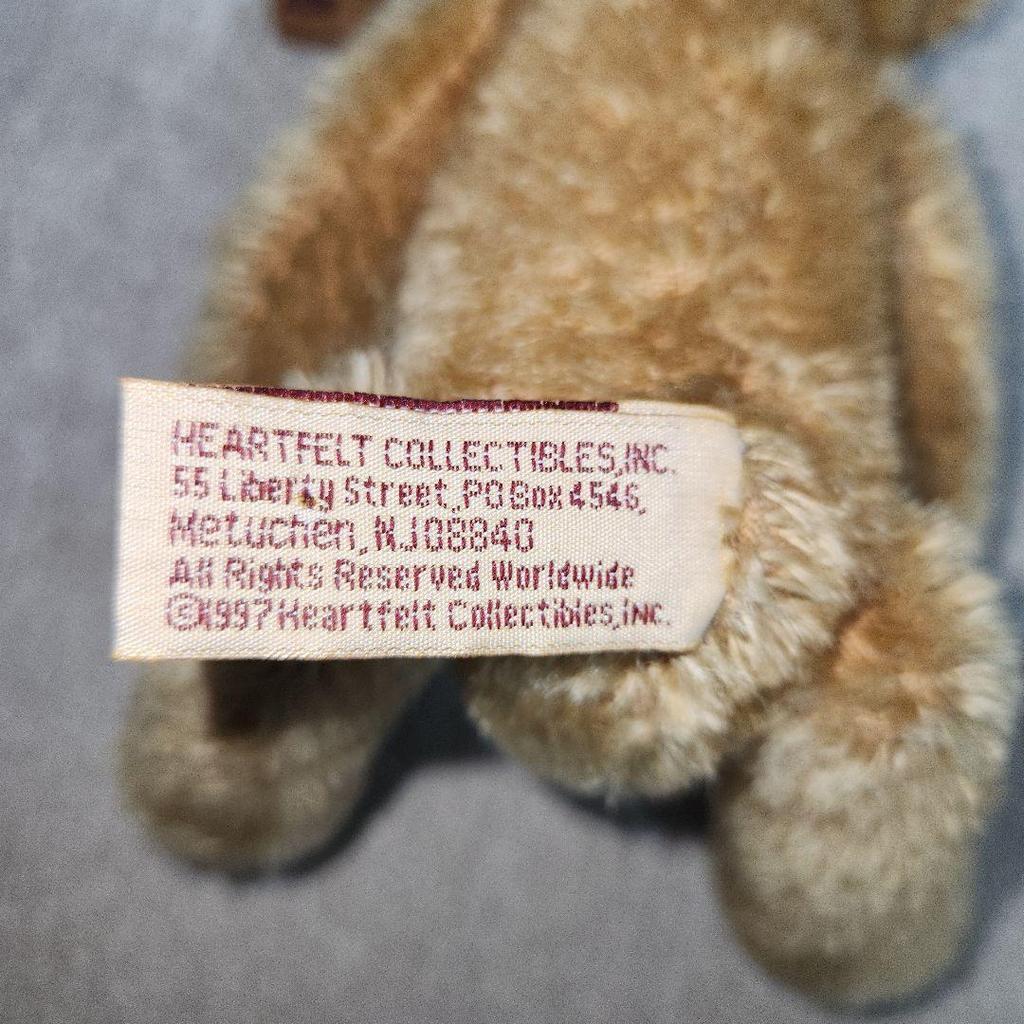 HEARTFELT COLLECTIBLES,INC.
55 Liberty Street,PO Box 4546,
Metuchen,NJ08840
All Rights Reserved Worldwide
©1997 Heartfelt Collectibles,inc.